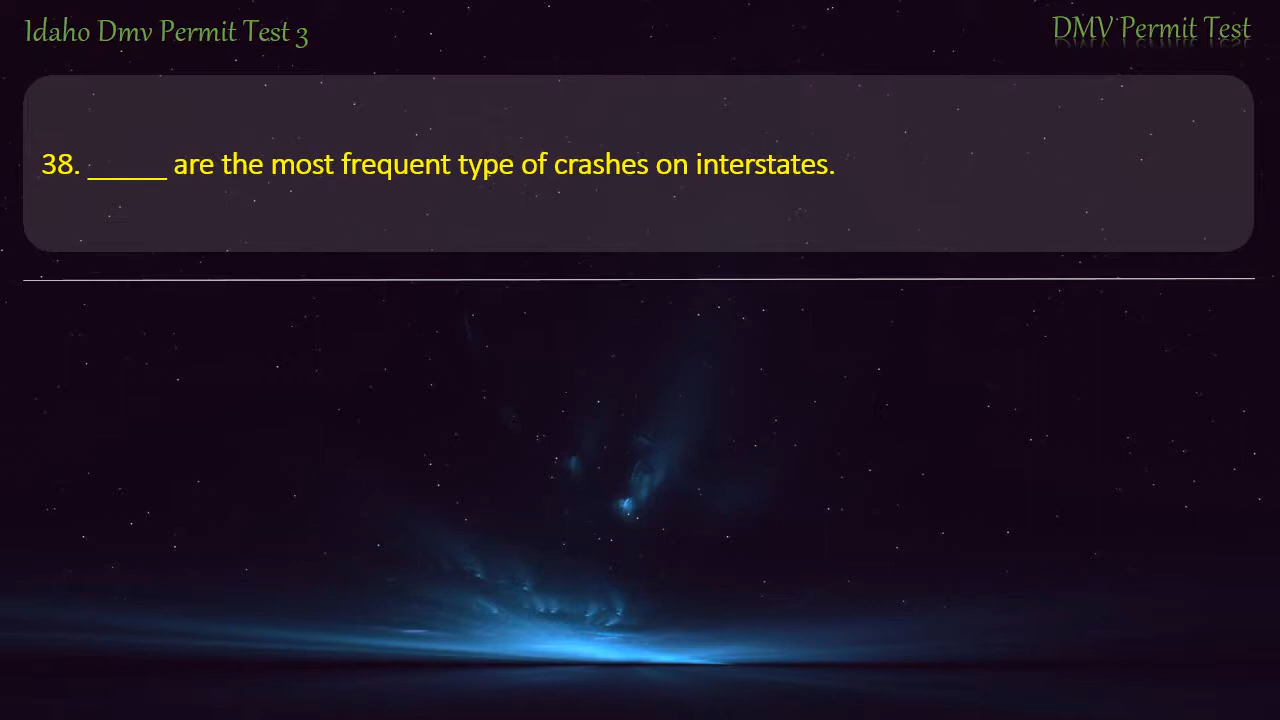 Idaho Dmv Permit Test 3
DMV Permit Test
38. _____ are the most frequent type of crashes on interstates.